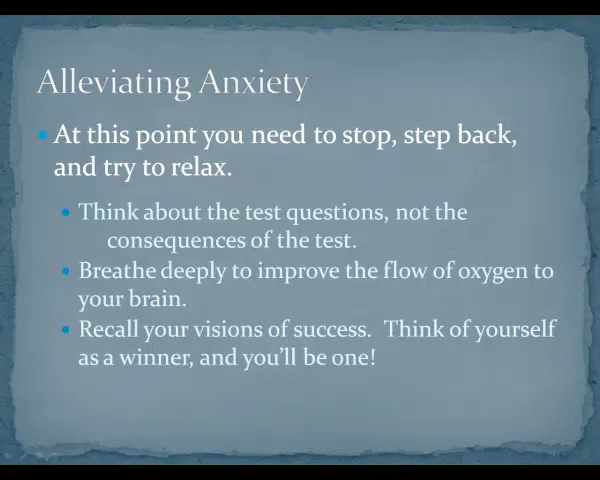 Alleviating Anxiety
At this point you need to stop, step back,
and try to relax.
Think about the test questions, not the
consequences of the test.
Breathe deeply to improve the flow of oxygen to
your brain.
Recall your visions of success.  Think of yourself
as a winner, and you'll be one!